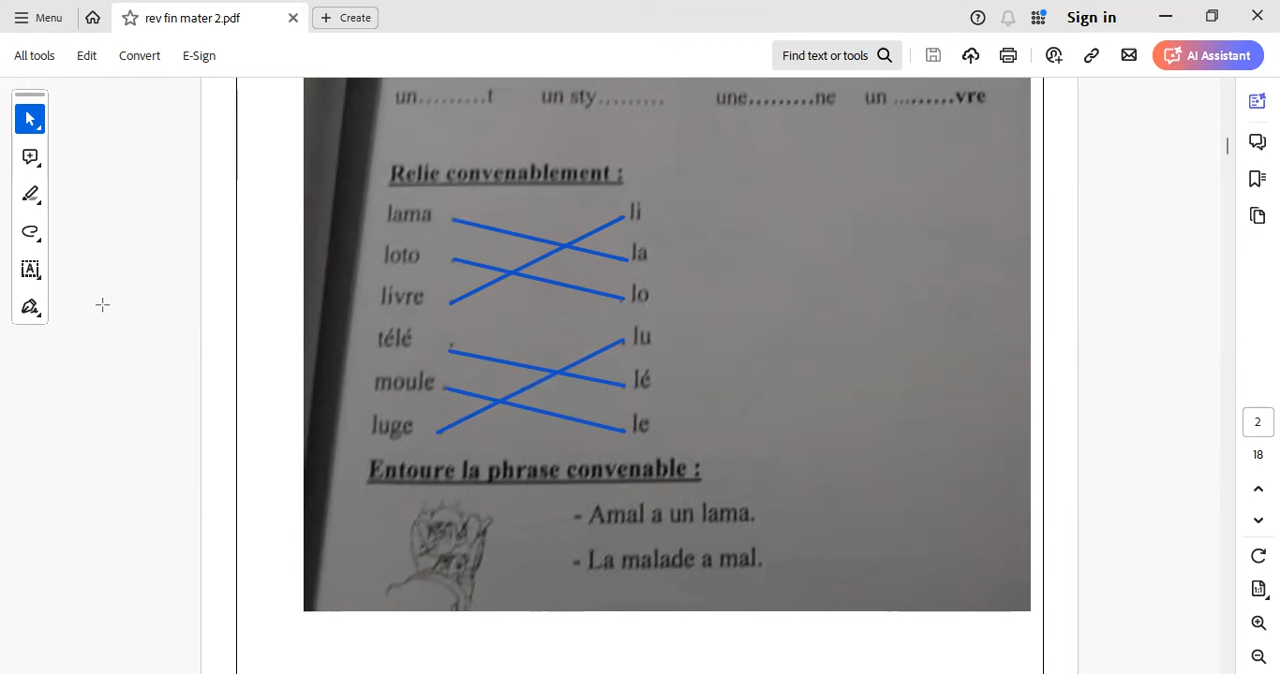 Menu
rev fin mater 2.pdf
Create
Sign in
All tools
Edit
Convert
E-Sign
Find text or tools
AI Assistant
un.........t un sty......... une.........ne un .........vre
Relie convenablement :
lama li
loto la
livre lo
télé lu
moule lé
luge le
Entoure la phrase convenable :
- Amal a un lama.
- La malade a mal.
2
18